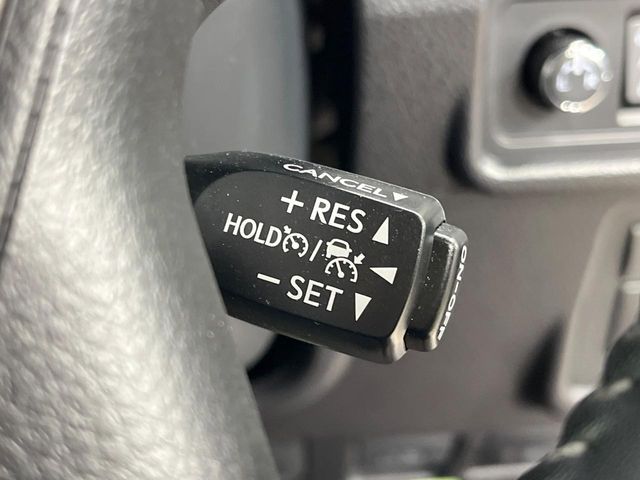 CANCEL▼
+ RES ▲
HOLD / ◀
− SET ▼
ON-OFF